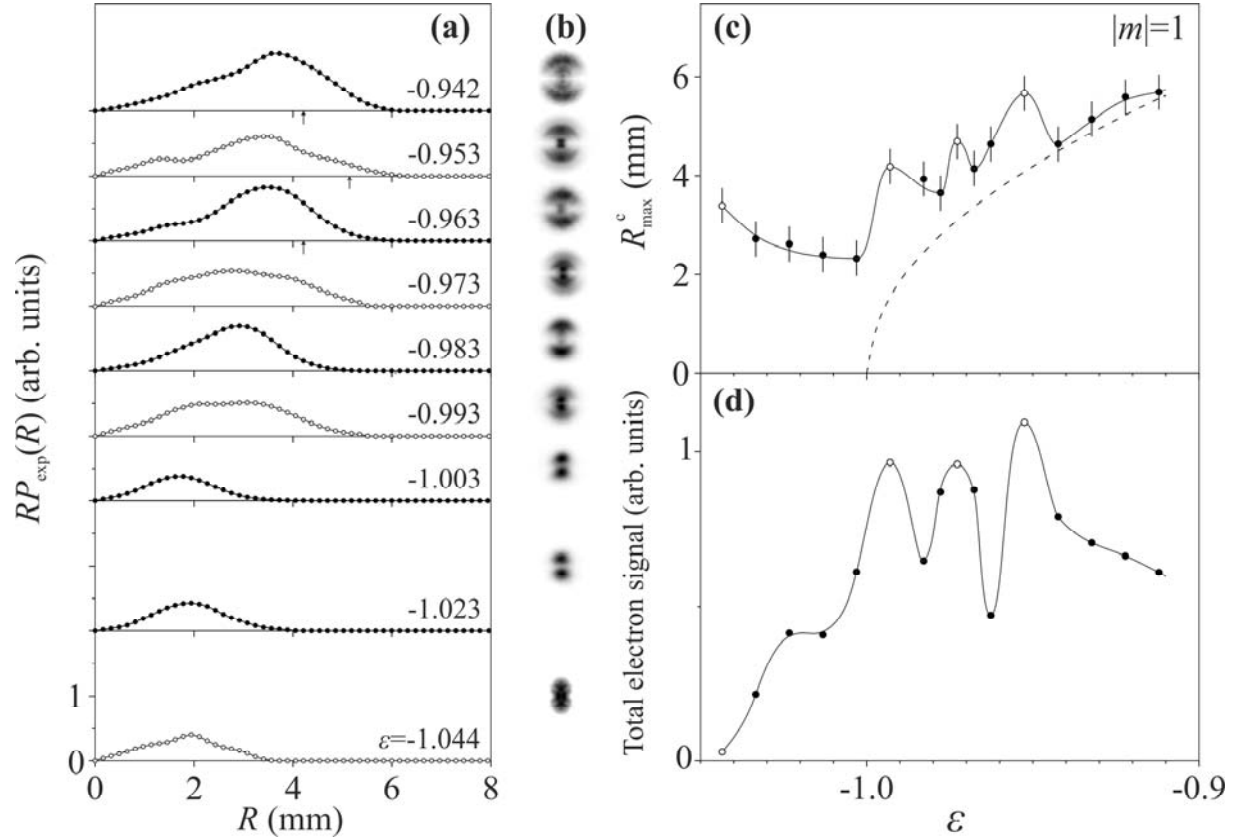 (a)
(b)
(c)
(d)
|m|=1
-0.942
-0.953
-0.963
-0.973
-0.983
-0.993
-1.003
-1.023
ε=-1.044
RP_exp(R) (arb. units)
1
0
0 2 4 6 8
R (mm)
R^c_max (mm)
6
4
2
0
Total electron signal (arb. units)
1
0
-1.0 -0.9
ε